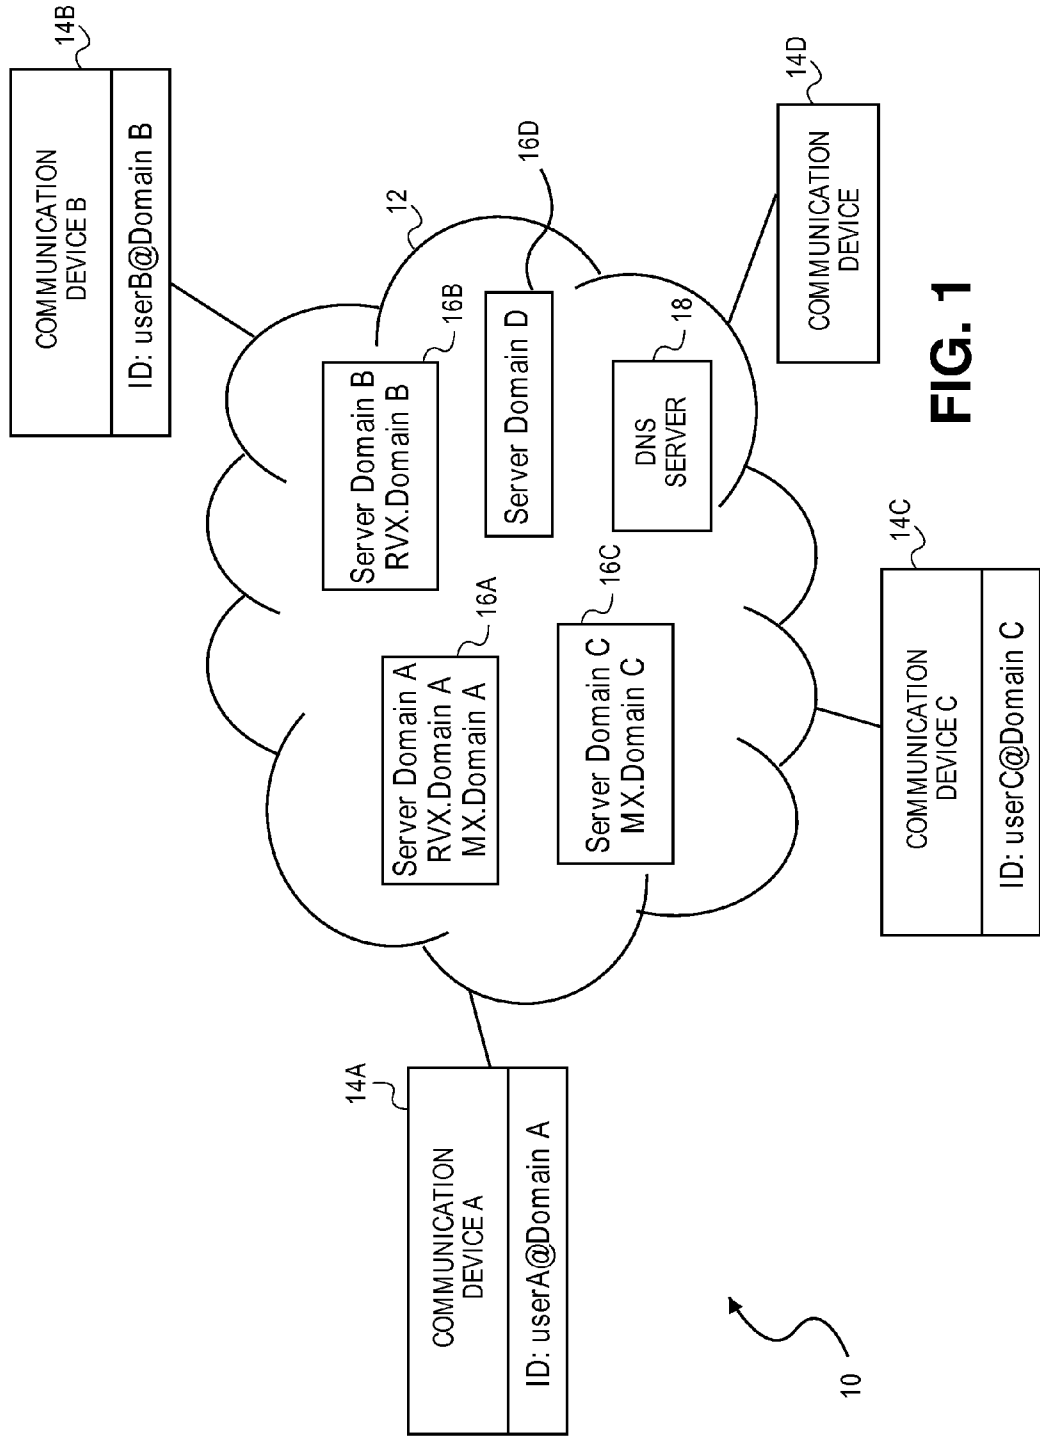 14B
COMMUNICATION
DEVICE B
ID: userB@Domain B
12
16D
14D
COMMUNICATION
DEVICE
Server Domain B
RVX.Domain B
16B
Server Domain D
18
DNS
SERVER
14A
COMMUNICATION
DEVICE A
ID: userA@Domain A
Server Domain A
RVX.Domain A
MX.Domain A
16A
Server Domain C
MX.Domain C
16C
14C
COMMUNICATION
DEVICE C
ID: userC@Domain C
10
FIG. 1